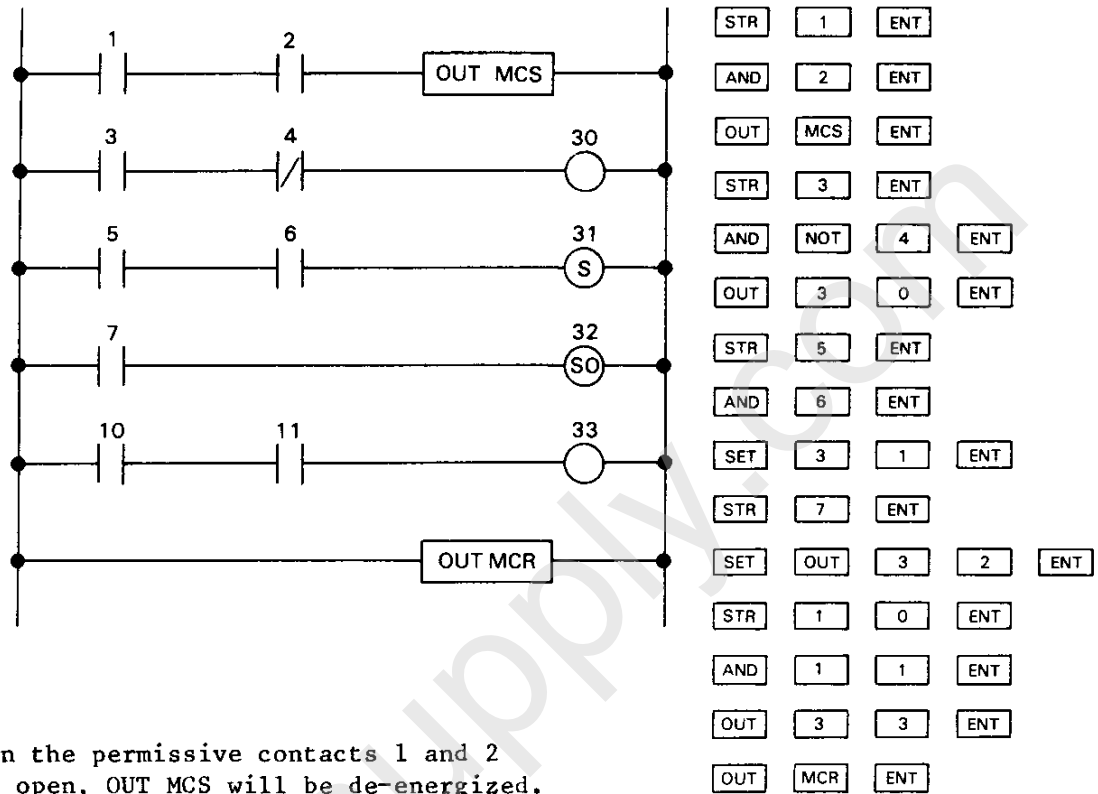 1 2
OUT MCS
3 4 30
5 6 31
S
7 32
SO
10 11 33
OUT MCR
n the permissive contacts 1 and 2
open, OUT MCS will be de-energized.
STR 1 ENT
AND 2 ENT
OUT MCS ENT
STR 3 ENT
AND NOT 4 ENT
OUT 3 0 ENT
STR 5 ENT
AND 6 ENT
SET 3 1 ENT
STR 7 ENT
SET OUT 3 2 ENT
STR 1 0 ENT
AND 1 1 ENT
OUT 3 3 ENT
OUT MCR ENT
upply.com